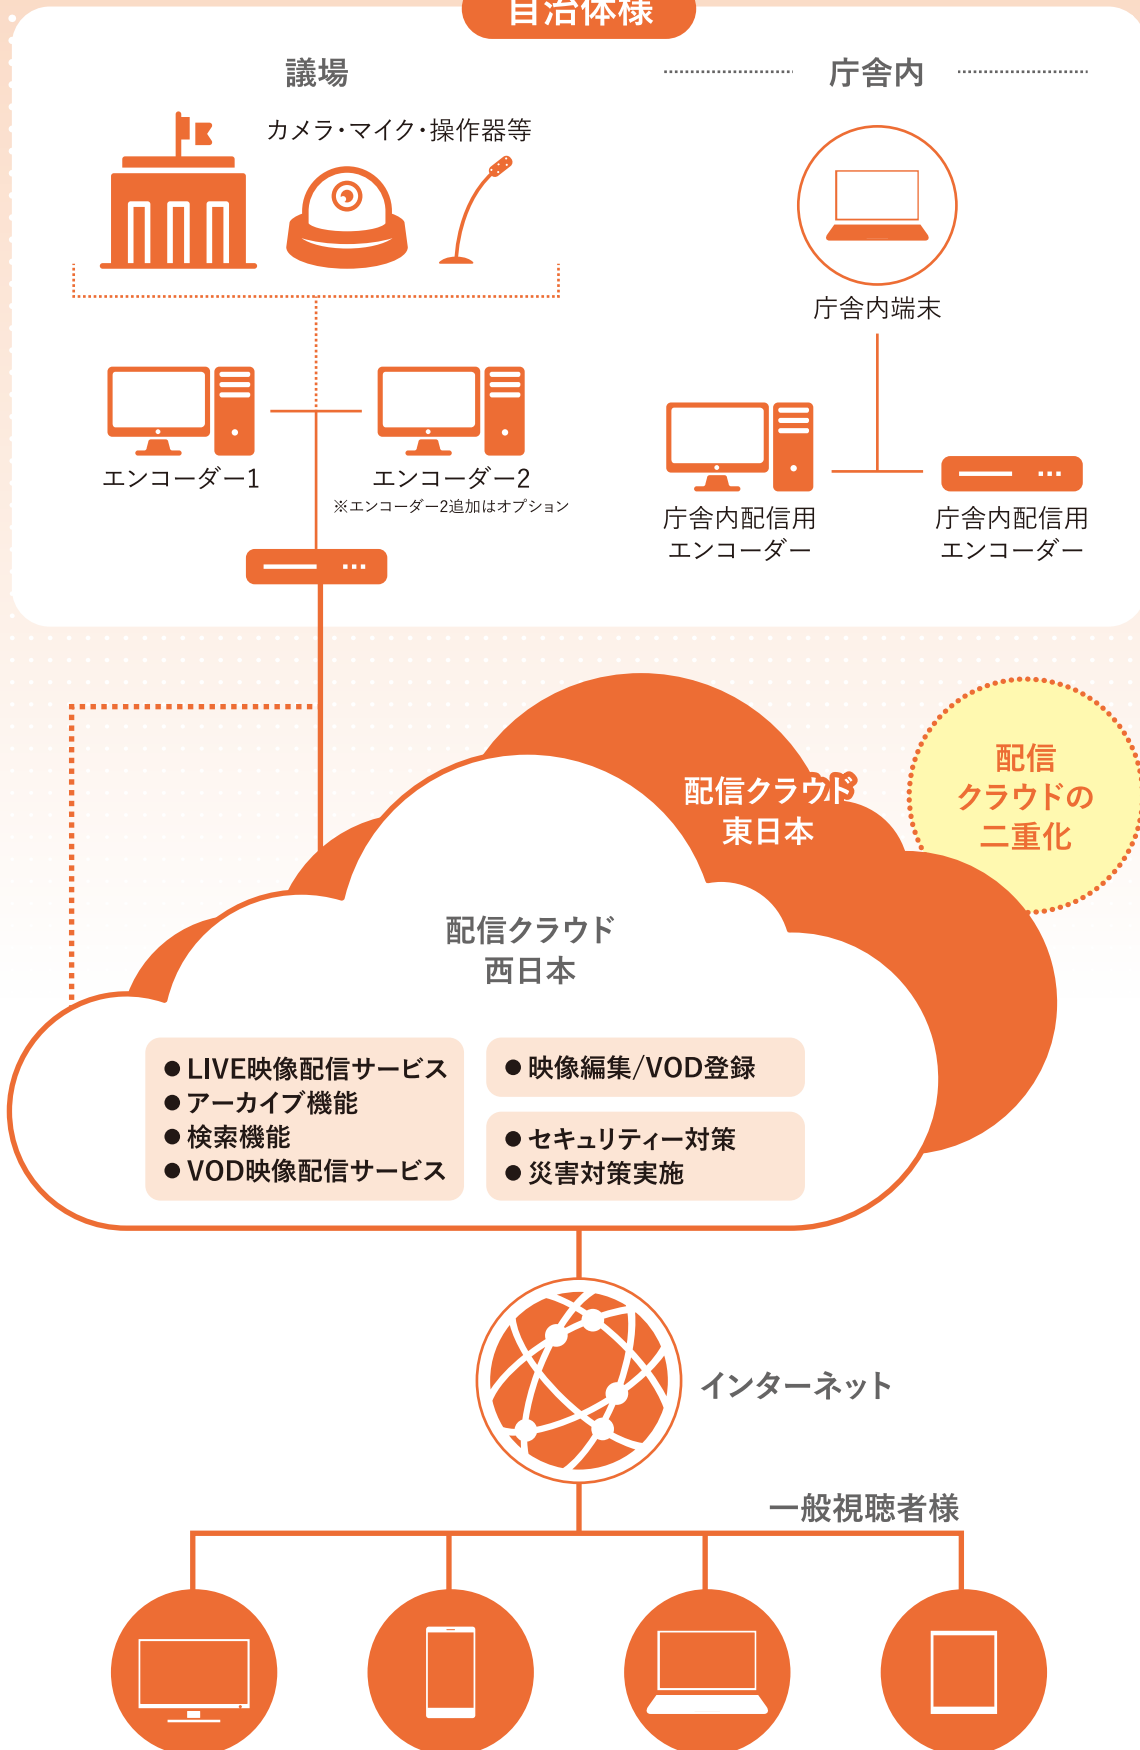 自治体様
議場
カメラ・マイク・操作器等
エンコーダー1
エンコーダー2
※エンコーダー2追加はオプション
庁舎内
庁舎内端末
庁舎内配信用
エンコーダー
庁舎内配信用
エンコーダー
配信クラウド
東日本
配信
クラウドの
二重化
配信クラウド
西日本
●LIVE映像配信サービス
●アーカイブ機能
●検索機能
●VOD映像配信サービス
●映像編集/VOD登録
●セキュリティー対策
●災害対策実施
インターネット
一般視聴者様